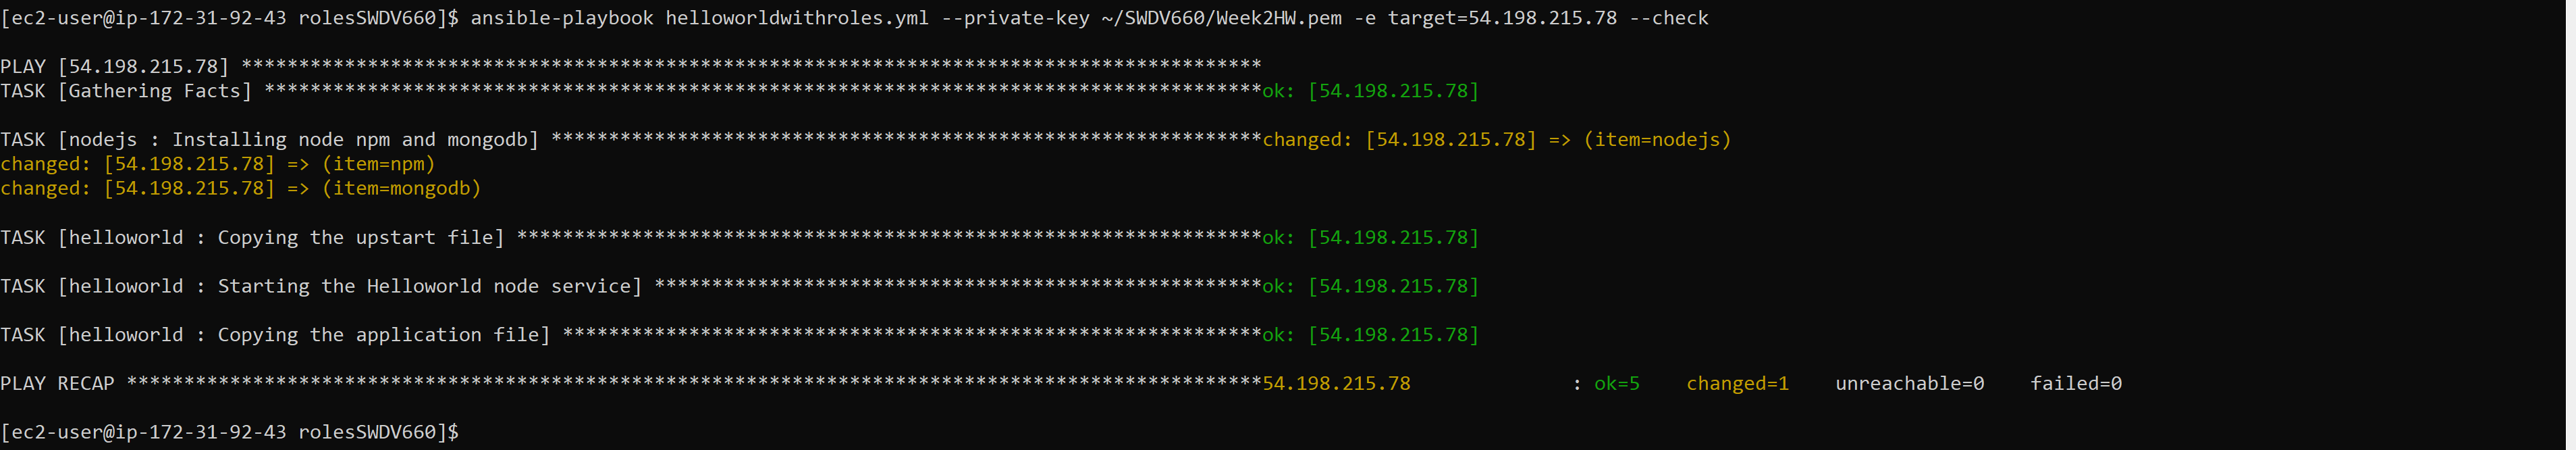 [ec2-user@ip-172-31-92-43 rolesSWDV660]$ ansible-playbook helloworldwithroles.yml --private-key ~/SWDV660/Week2HW.pem -e target=54.198.215.78 --check
PLAY [54.198.215.78] *****************************************************************************************
TASK [Gathering Facts] ***************************************************************************************ok: [54.198.215.78]
TASK [nodejs : Installing node npm and mongodb] **************************************************************changed: [54.198.215.78] => (item=nodejs)
changed: [54.198.215.78] => (item=npm)
changed: [54.198.215.78] => (item=mongodb)
TASK [helloworld : Copying the upstart file] *****************************************************************ok: [54.198.215.78]
TASK [helloworld : Starting the Helloworld node service] *****************************************************ok: [54.198.215.78]
TASK [helloworld : Copying the application file] *************************************************************ok: [54.198.215.78]
PLAY RECAP ***************************************************************************************************54.198.215.78              : ok=5    changed=1    unreachable=0    failed=0
[ec2-user@ip-172-31-92-43 rolesSWDV660]$